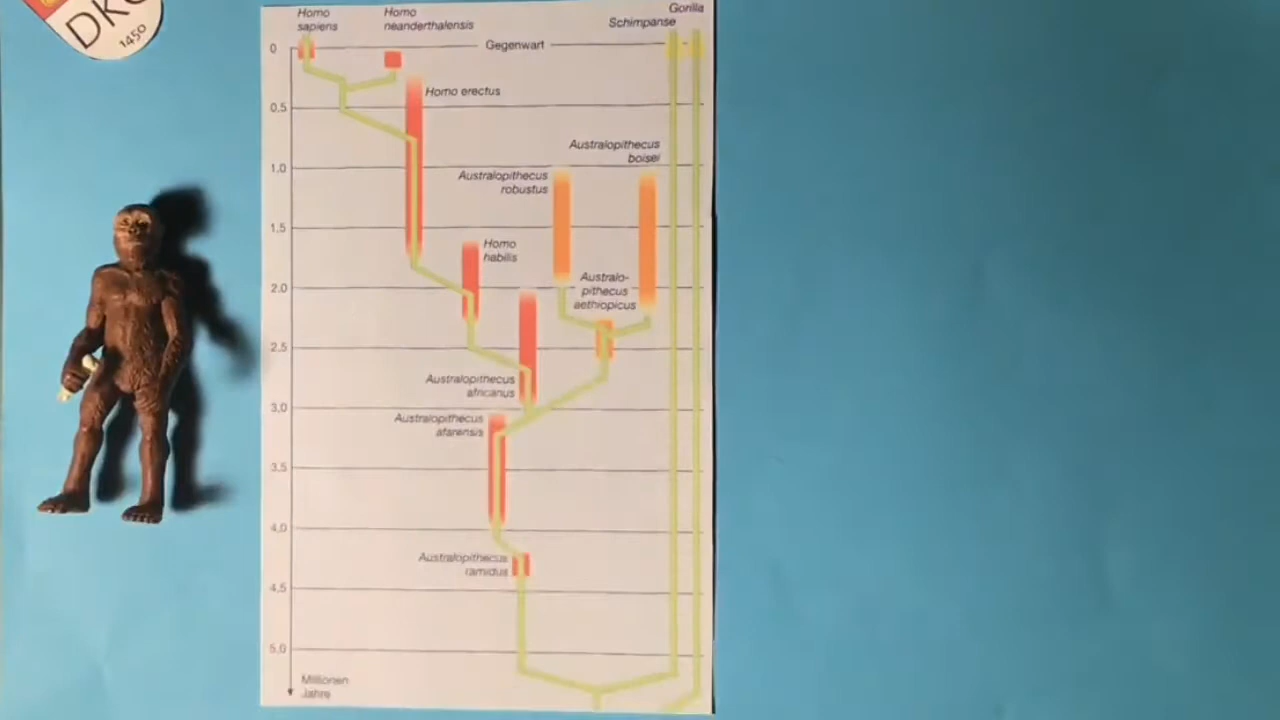 DKG
1450
Homo
sapiens
Homo
neanderthalensis
Schimpanse
Gorilla
0
Gegenwart
Homo erectus
0.5
Australopithecus
boisei
1.0
Australopithecus
robustus
1.5
Homo
habilis
Australo-
pithecus
aethiopicus
2.0
2.5
Australopithecus
africanus
3.0
Australopithecus
afarensis
3.5
4.0
Australopithecus
ramidus
4.5
5.0
Millionen
Jahre